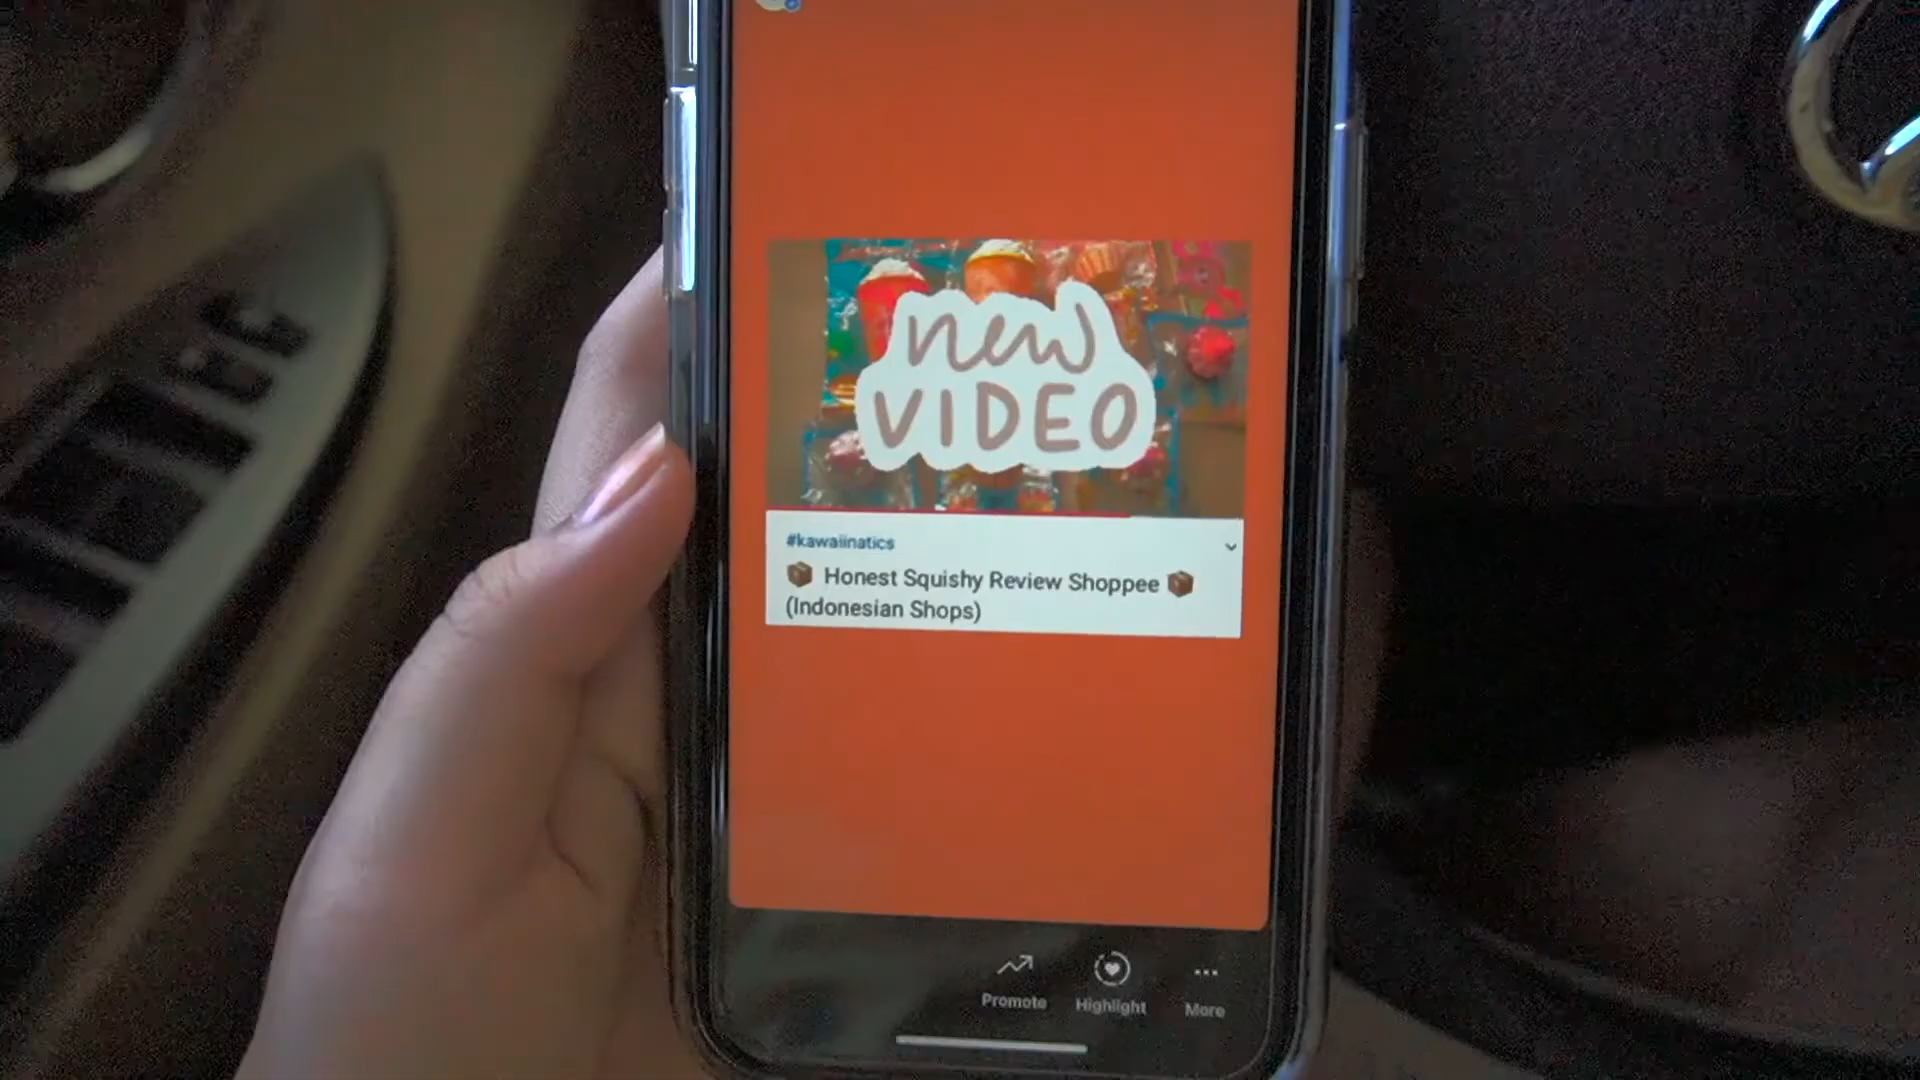 new
VIDEO
#kawaiinatics
Honest Squishy Review Shoppee
(Indonesian Shops)
Promote
Highlight
More